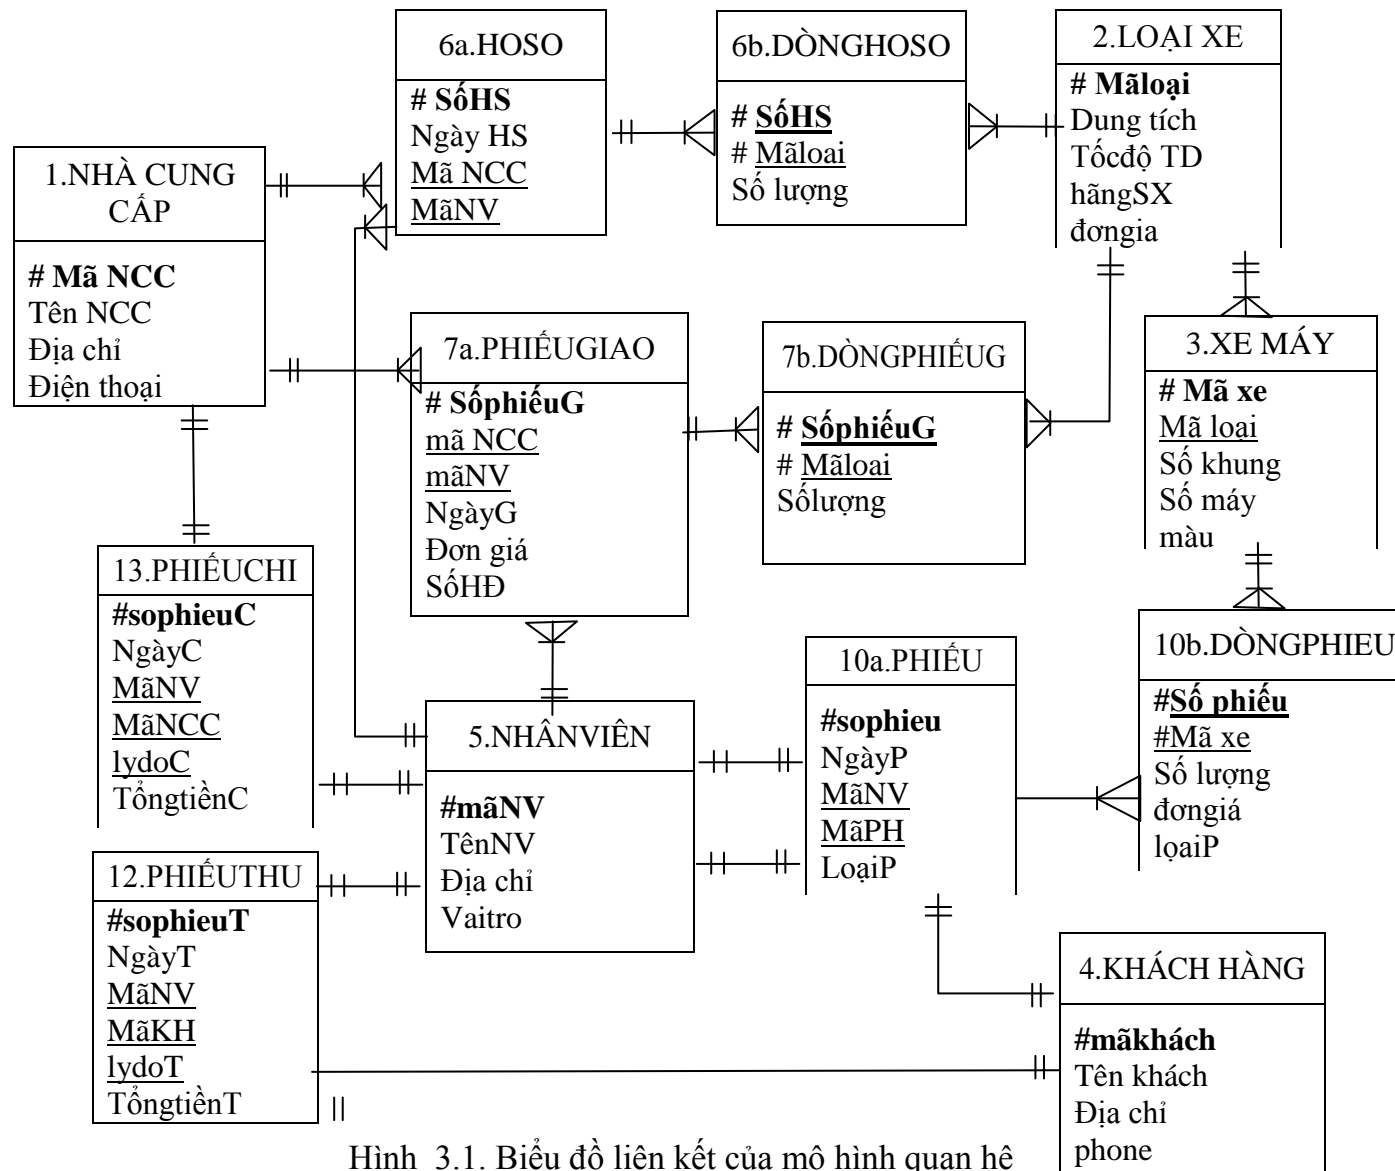 6a.HOSO
# SốHS
Ngày HS
Mã NCC
MãNV
6b.DÒNGHOSO
# SốHS
# Mãloai
Số lượng
2.LOẠI XE
# Mãloại
Dung tích
Tốcđộ TD
hãngSX
đơngia
1.NHÀ CUNG
CẤP
# Mã NCC
Tên NCC
Địa chỉ
Điện thoại
7a.PHIẾUGIAO
# SốphiếuG
mã NCC
mãNV
NgàyG
Đơn giá
SốHĐ
7b.DÒNGPHIẾUG
# SốphiếuG
# Mãloai
Sốlượng
3.XE MÁY
# Mã xe
Mã loại
Số khung
Số máy
màu
13.PHIẾUCHI
#sophieuC
NgàyC
MãNV
MãNCC
lydoC
TổngtiềnC
5.NHÂNVIÊN
#mãNV
TênNV
Địa chỉ
Vaitro
10a.PHIẾU
#sophieu
NgàyP
MãNV
MãPH
LoạiP
10b.DÒNGPHIEU
#Số phiếu
#Mã xe
Số lượng
đơngiá
lọaiP
12.PHIẾUTHU
#sophieuT
NgàyT
MãNV
MãKH
lydoT
TổngtiềnT
4.KHÁCH HÀNG
#mãkhách
Tên khách
Địa chỉ
phone
Hình 3.1. Biểu đồ liên kết của mô hình quan hê